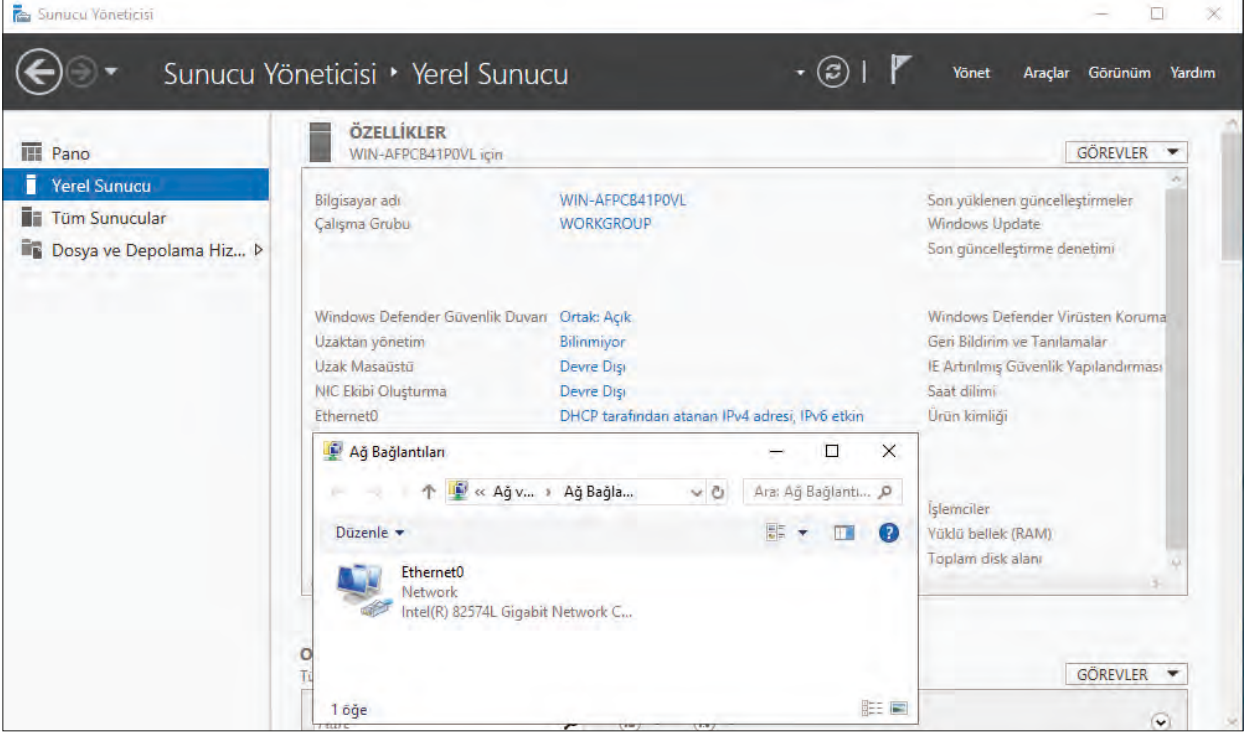 Sunucu Yöneticisi
Sunucu Yöneticisi ‣ Yerel Sunucu
Yönet Araçlar Görünüm Yardım
Pano
Yerel Sunucu
Tüm Sunucular
Dosya ve Depolama Hiz...
ÖZELLİKLER
WIN-AFPCB41P0VL için
GÖREVLER
Bilgisayar adı WIN-AFPCB41P0VL Son yüklenen güncelleştirmeler
Çalışma Grubu WORKGROUP Windows Update
Son güncelleştirme denetimi
Windows Defender Güvenlik Duvarı Ortak: Açık Windows Defender Virüsten Koruma
Uzaktan yönetim Bilinmiyor Geri Bildirim ve Tanılamalar
Uzak Masaüstü Devre Dışı IE Artırılmış Güvenlik Yapılandırması
NIC Ekibi Oluşturma Devre Dışı Saat dilimi
Ethernet0 DHCP tarafından atanan IPv4 adresi, IPv6 etkin Ürün kimliği
İşlemciler
Yüklü bellek (RAM)
Toplam disk alanı
Ağ Bağlantıları
« Ağ v... › Ağ Bağla... Ara: Ağ Bağlantı...
Düzenle
Ethernet0
Network
Intel(R) 82574L Gigabit Network C...
1 öğe
GÖREVLER